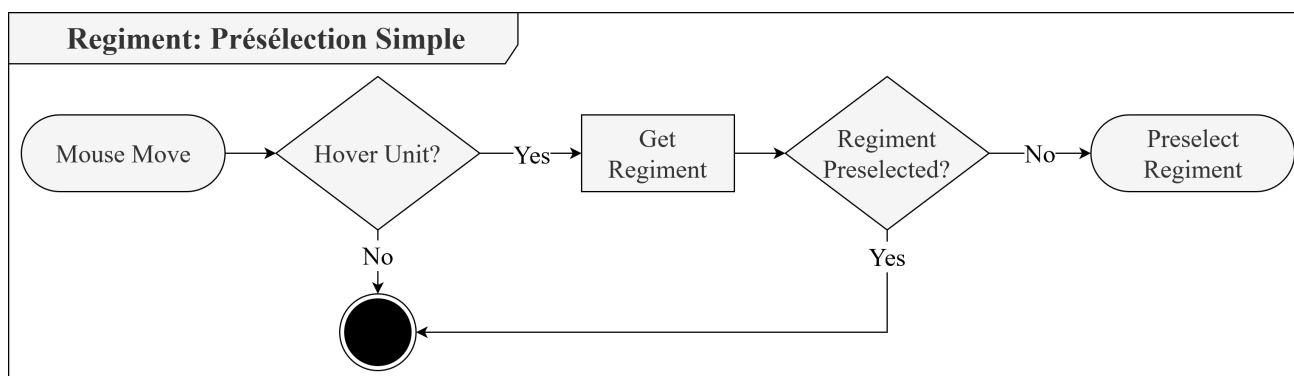 Regiment: Présélection Simple
Mouse Move
Hover Unit?
Yes
Get
Regiment
Regiment
Preselected?
No
Preselect
Regiment
No
Yes